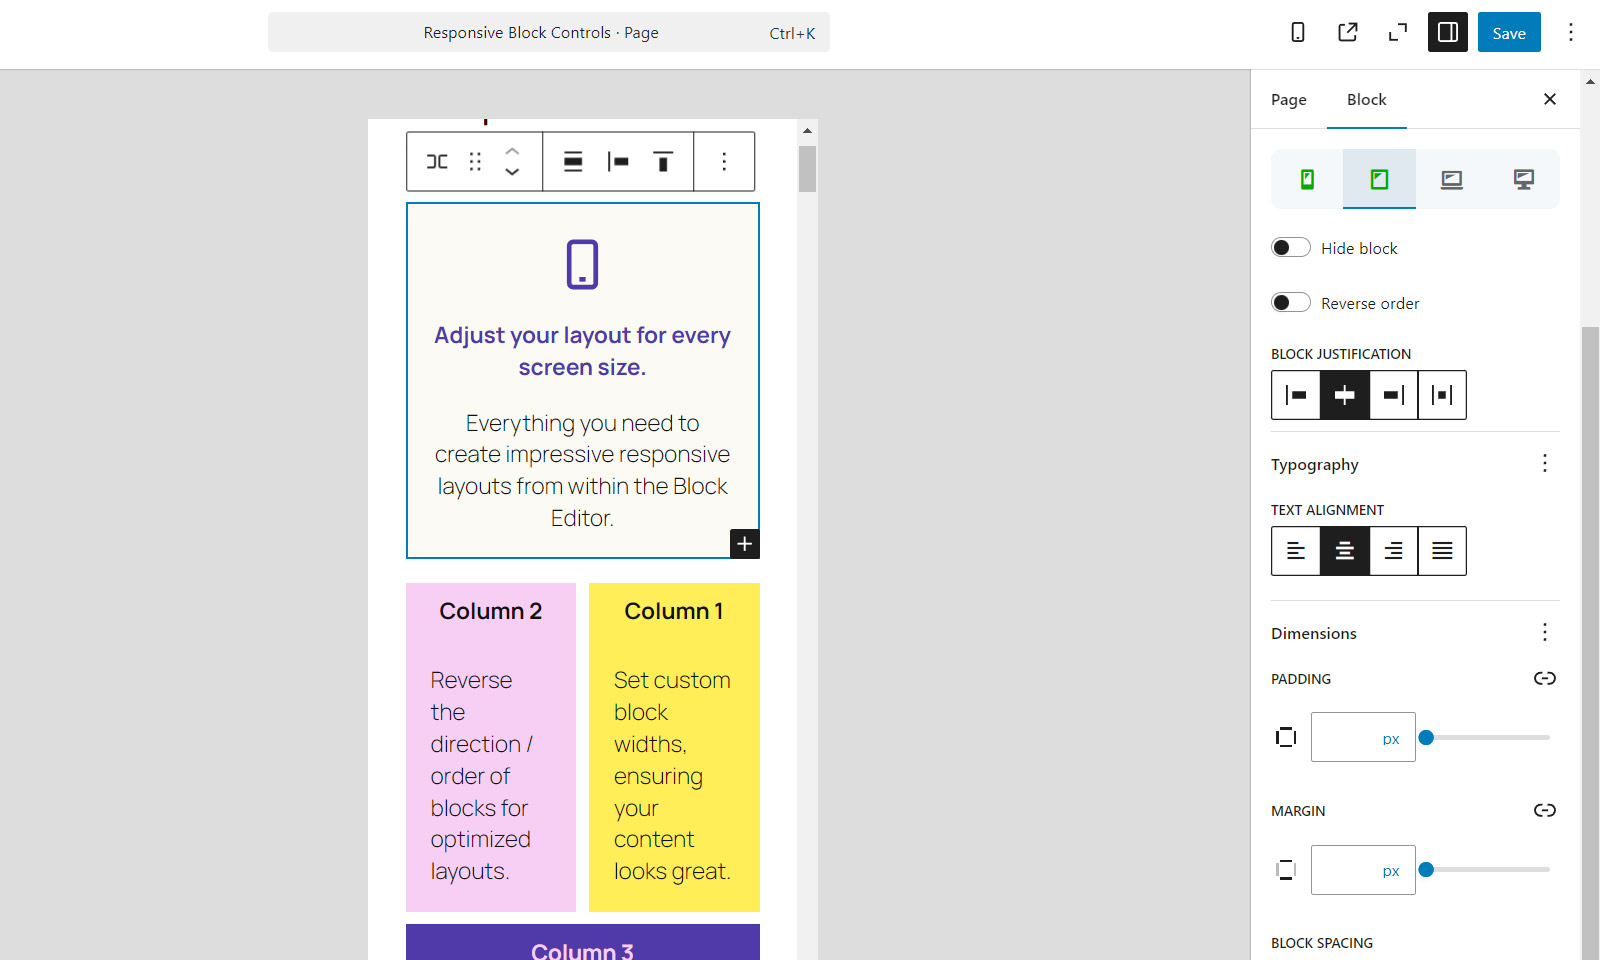 Responsive Block Controls · Page
Ctrl+K
Save
Page
Block
Hide block
Reverse order
BLOCK JUSTIFICATION
Typography
TEXT ALIGNMENT
Dimensions
PADDING
px
MARGIN
px
BLOCK SPACING
Adjust your layout for every
screen size.
Everything you need to
create impressive responsive
layouts from within the Block
Editor.
Column 2
Reverse
the
direction /
order of
blocks for
optimized
layouts.
Column 1
Set custom
block
widths,
ensuring
your
content
looks great.
Column 3